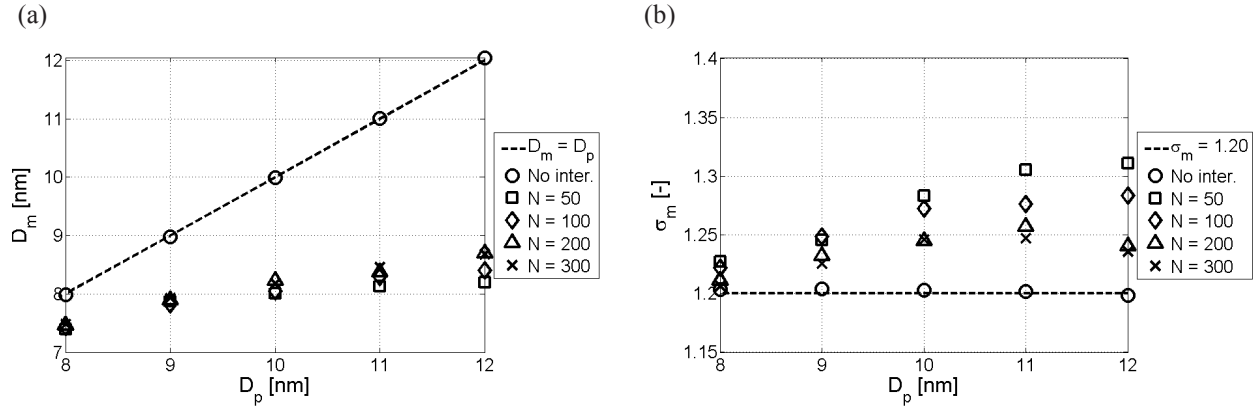 (a)
(b)
12
11
10
9
8
7
D_m [nm]
8 9 10 11 12
D_p [nm]
D_m = D_p
No inter.
N = 50
N = 100
N = 200
N = 300
1.4
1.3
1.25
1.2
1.15
σ_m [-]
8 9 10 11 12
D_p [nm]
σ_m = 1.20
No inter.
N = 50
N = 100
N = 200
N = 300